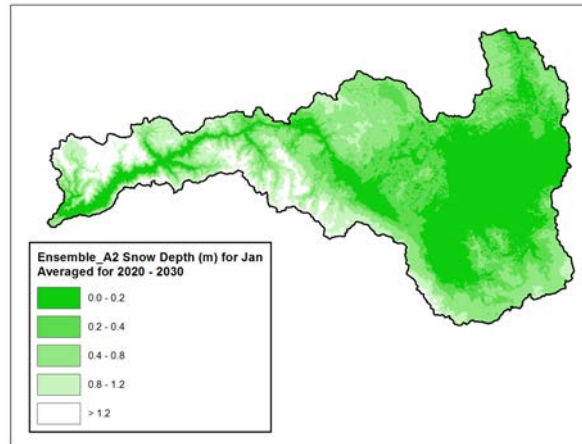 Ensemble_A2 Snow Depth (m) for Jan
Averaged for 2020 - 2030
0.0 - 0.2
0.2 - 0.4
0.4 - 0.8
0.8 - 1.2
> 1.2